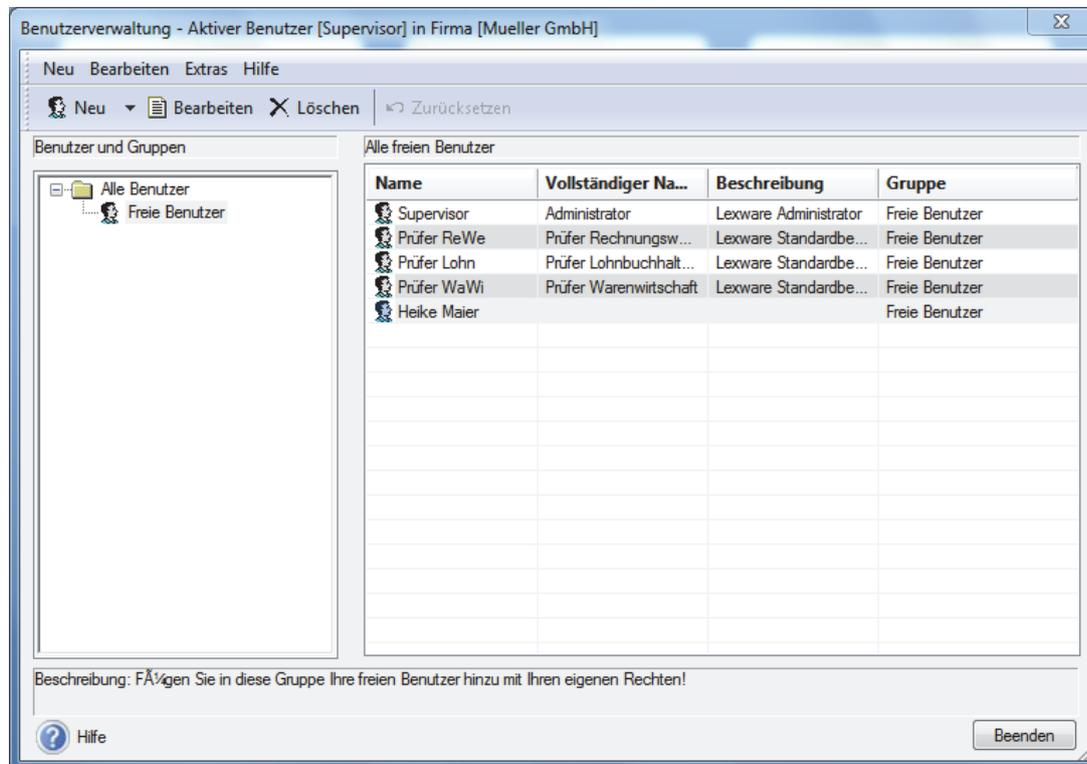 Benutzerverwaltung - Aktiver Benutzer [Supervisor] in Firma [Mueller GmbH]
Neu Bearbeiten Extras Hilfe
Neu Bearbeiten Löschen Zurücksetzen
Benutzer und Gruppen
Alle Benutzer
Freie Benutzer
Alle freien Benutzer
Name Vollständiger Na... Beschreibung Gruppe
Supervisor Administrator Lexware Administrator Freie Benutzer
Prüfer ReWe Prüfer Rechnungsw... Lexware Standardbe... Freie Benutzer
Prüfer Lohn Prüfer Lohnbuchhalt... Lexware Standardbe... Freie Benutzer
Prüfer WaWi Prüfer Warenwirtschaft Lexware Standardbe... Freie Benutzer
Heike Maier Freie Benutzer
Beschreibung: FÃ¼gen Sie in diese Gruppe Ihre freien Benutzer hinzu mit Ihren eigenen Rechten!
Hilfe
Beenden